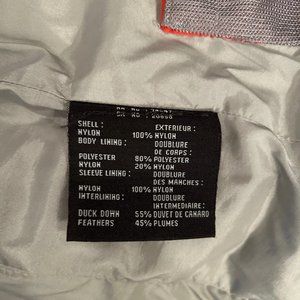 SHELL : EXTERIEUR :
NYLON 100% NYLON
BODY LINING : DOUBLURE
DE CORPS :
POLYESTER 80% POLYESTER
NYLON 20% NYLON
SLEEVE LINING : DOUBLURE
DES MANCHES :
NYLON 100% NYLON
INTERLINING : DOUBLURE
INTERMEDIAIRE :
DUCK DOWN 55% DUVET DE CANARD
FEATHERS 45% PLUMES